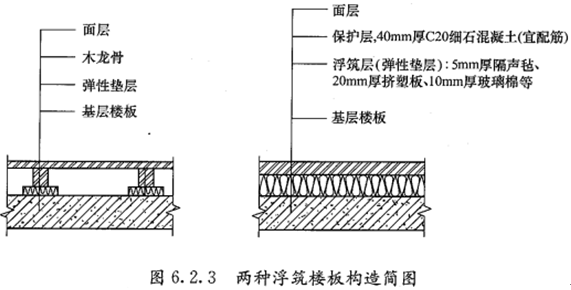 面层
木龙骨
弹性垫层
基层楼板
面层
保护层,40mm厚C20细石混凝土(宜配筋)
浮筑层(弹性垫层):5mm厚隔声毡、
20mm厚挤塑板、10mm厚玻璃棉等
基层楼板
图 6.2.3 两种浮筑楼板构造简图